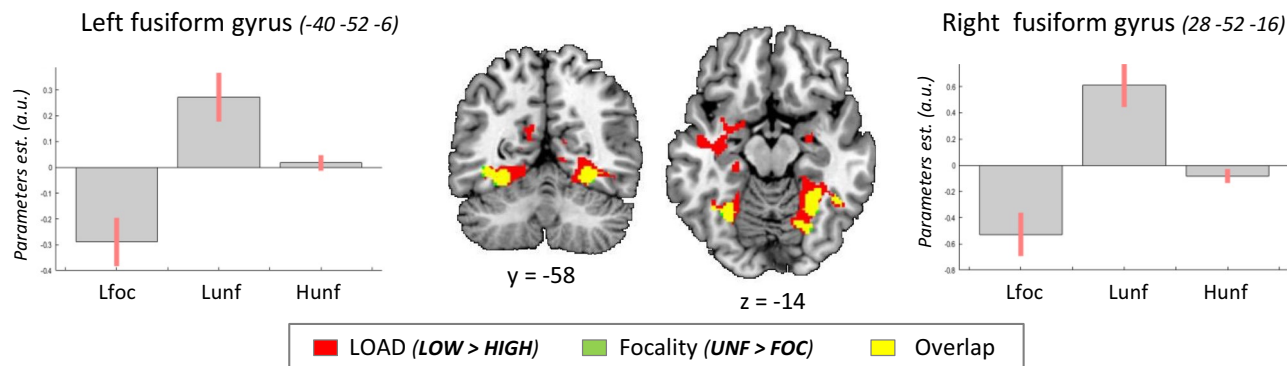 Left fusiform gyrus (-40 -52 -6)
Right fusiform gyrus (28 -52 -16)
Parameters est. (a.u.)
0.3
0.2
0.1
0
-0.1
-0.2
-0.3
-0.4
Lfoc Lunf Hunf
y = -58
z = -14
Parameters est. (a.u.)
0.6
0.4
0.2
0
-0.2
-0.4
-0.6
-0.8
Lfoc Lunf Hunf
LOAD (LOW > HIGH) Focality (UNF > FOC) Overlap